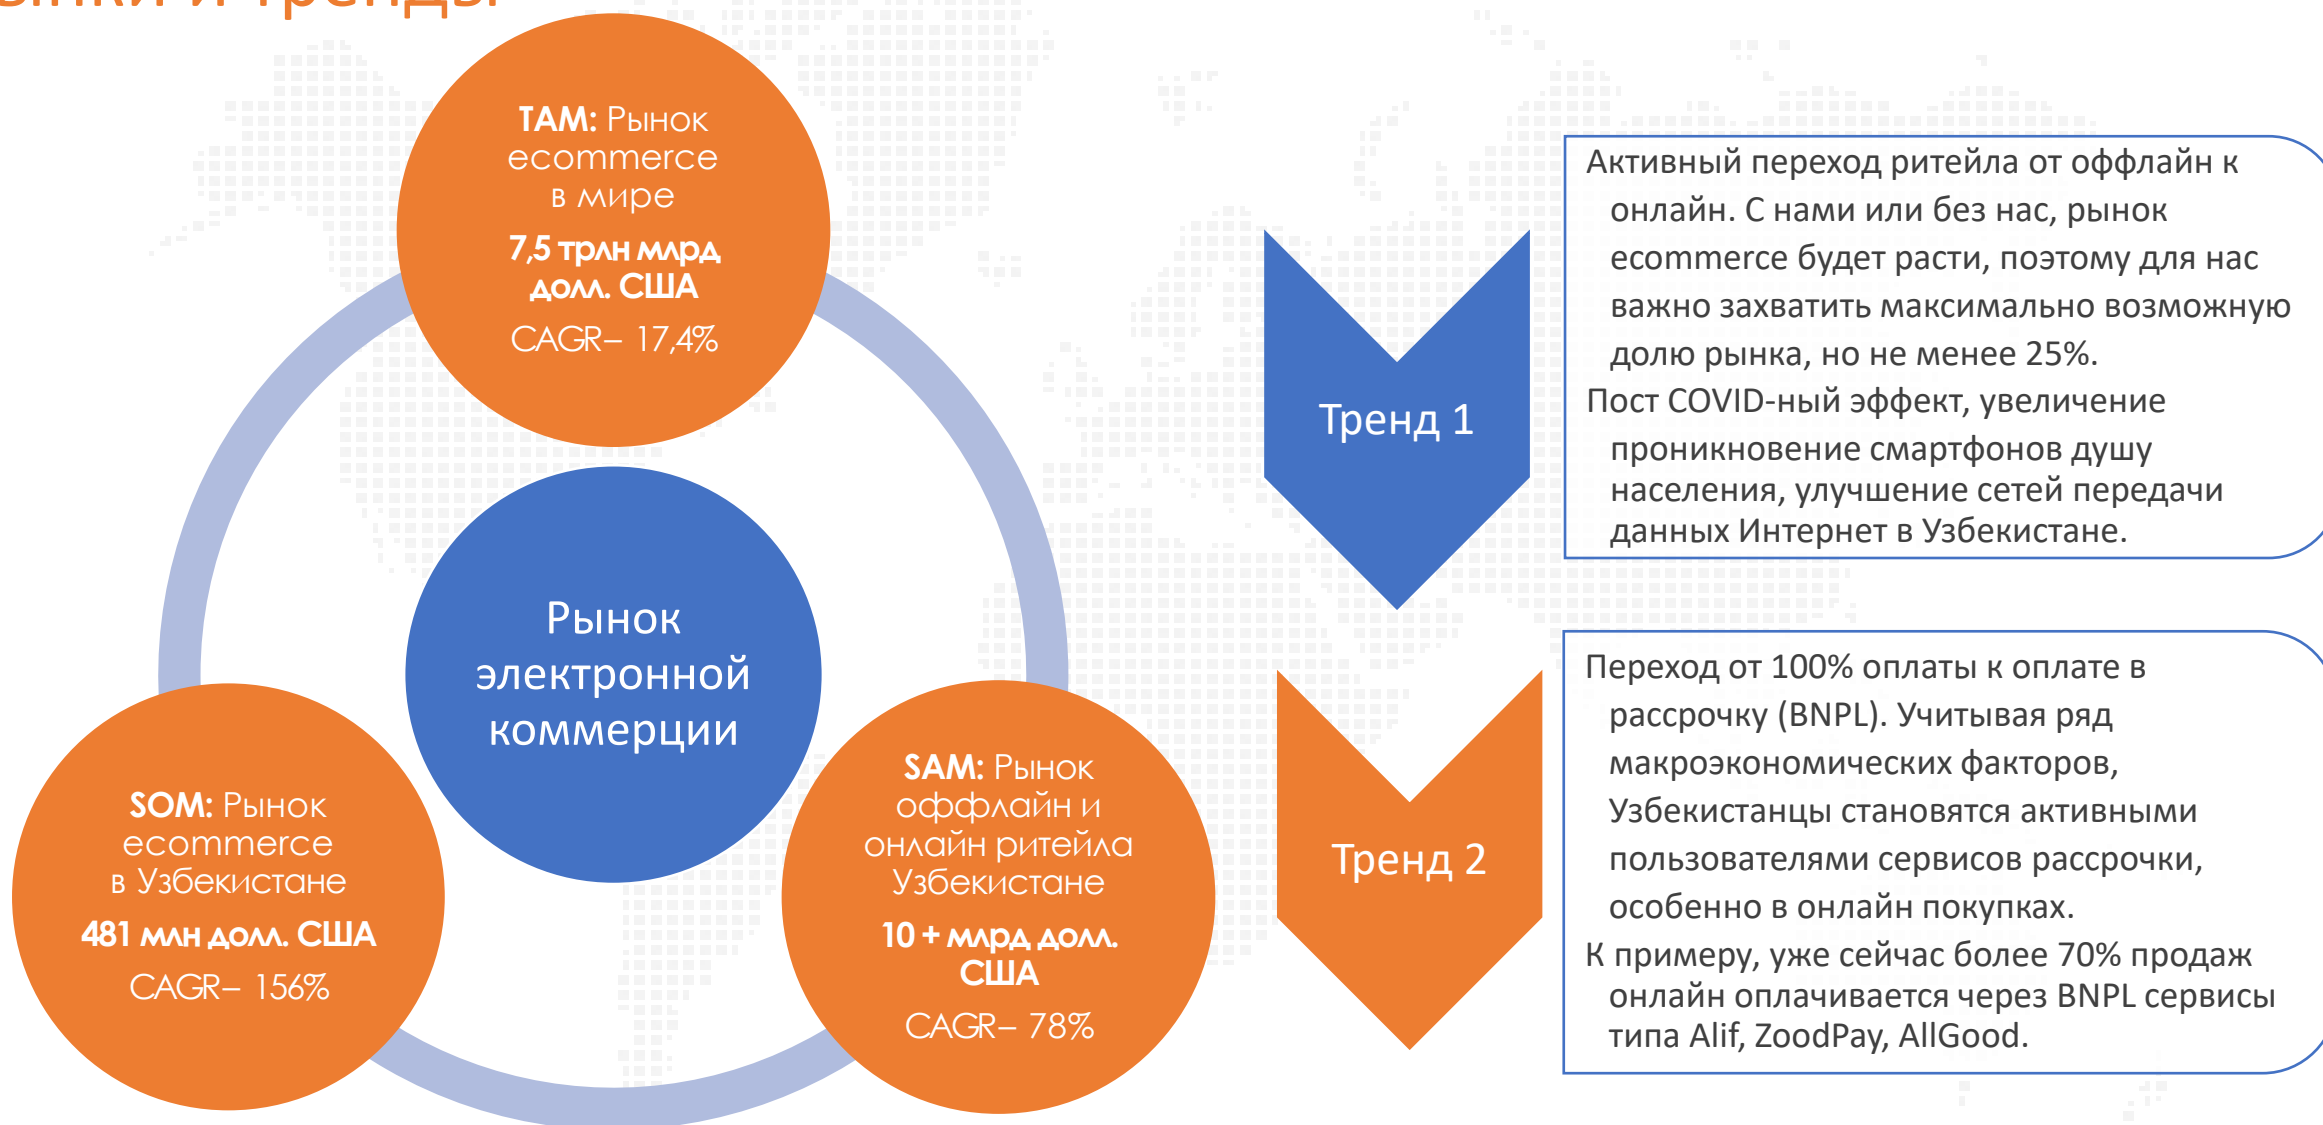 и тренды
TAM: Рынок
ecommerce
в мире
7,5 трлн млрд
долл. США
CAGR– 17,4%
Рынок
электронной
коммерции
SOM: Рынок
ecommerce
в Узбекистане
481 млн долл. США
CAGR– 156%
SAM: Рынок
оффлайн и
онлайн ритейла
Узбекистане
10 + млрд долл.
США
CAGR– 78%
Тренд 1
Активный переход ритейла от оффлайн к
онлайн. С нами или без нас, рынок
ecommerce будет расти, поэтому для нас
важно захватить максимально возможную
долю рынка, но не менее 25%.
Пост COVID-ный эффект, увеличение
проникновение смартфонов душу
населения, улучшение сетей передачи
данных Интернет в Узбекистане.
Тренд 2
Переход от 100% оплаты к оплате в
рассрочку (BNPL). Учитывая ряд
макроэкономических факторов,
Узбекистанцы становятся активными
пользователями сервисов рассрочки,
особенно в онлайн покупках.
К примеру, уже сейчас более 70% продаж
онлайн оплачивается через BNPL сервисы
типа Alif, ZoodPay, AllGood.